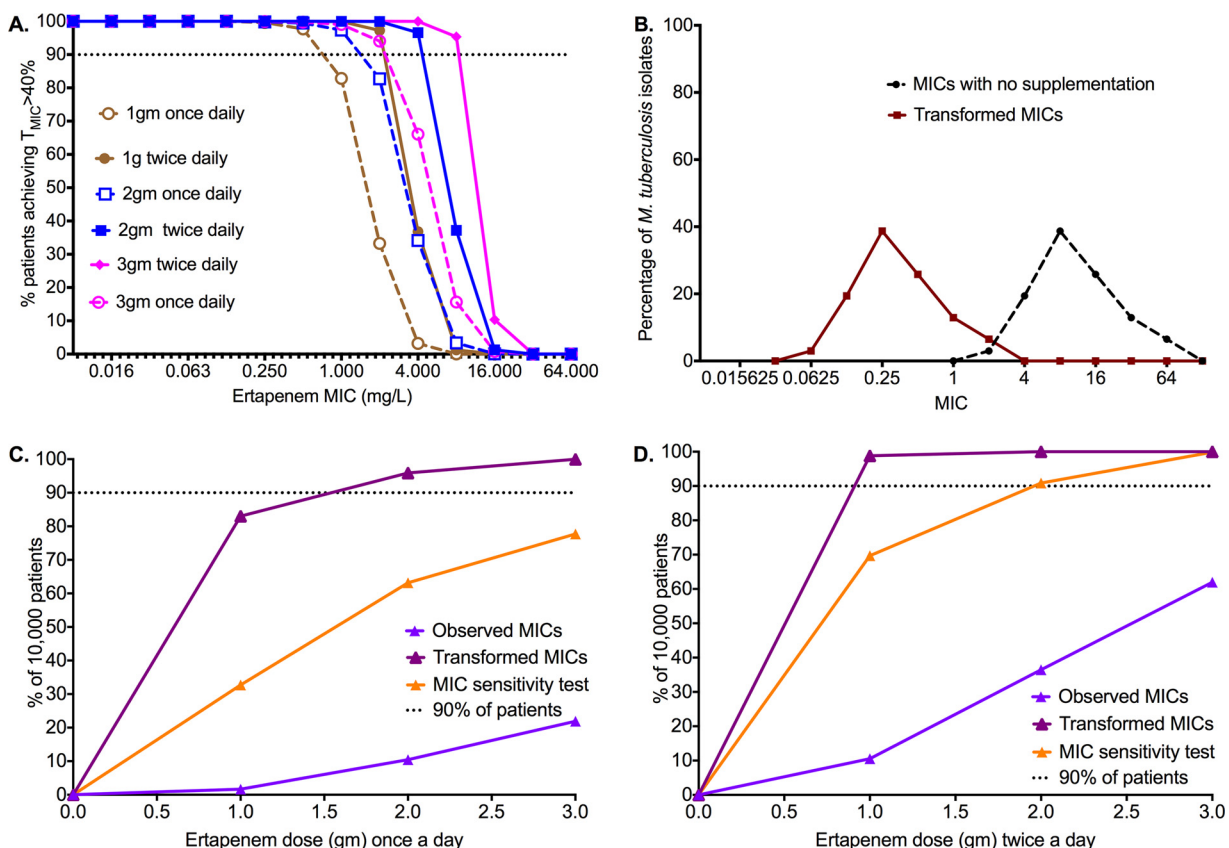 A.
% patients achieving TMIC>40%
100
90
80
70
60
50
40
30
20
10
0
1gm once daily
1g twice daily
2gm once daily
2gm twice daily
3gm twice daily
3gm once daily
0.016 0.063 0.250 1.000 4.000 16.000 64.000
Ertapenem MIC (mg/L)
B.
Percentage of M. tuberculosis isolates
100
80
60
40
20
0
MICs with no supplementation
Transformed MICs
0.015625 0.0625 0.25 1 4 16 64
MIC
C.
% of 10,000 patients
100
90
80
70
60
50
40
30
20
10
0
Observed MICs
Transformed MICs
MIC sensitivity test
90% of patients
0.0 0.5 1.0 1.5 2.0 2.5 3.0
Ertapenem dose (gm) once a day
D.
% of 10,000 patients
100
90
80
70
60
50
40
30
20
10
0
Observed MICs
Transformed MICs
MIC sensitivity test
90% of patients
0.0 0.5 1.0 1.5 2.0 2.5 3.0
Ertapenem dose (gm) twice a day